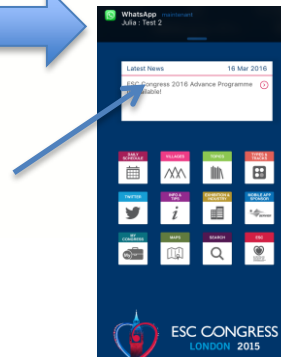 WhatsApp maintenant
Julia : Test 2
Latest News 16 Mar 2016
ESC Congress 2016 Advance Programme
available!
DAILY SCHEDULE
VILLAGES
TOPICS
TYPES & TRACKS
TWITTER
INFO & TIPS
EXHIBITION & INDUSTRY
MOBILE APP SPONSOR
MY CONGRESS
MAPS
SEARCH
ESC
ESC CONGRESS
LONDON 2015